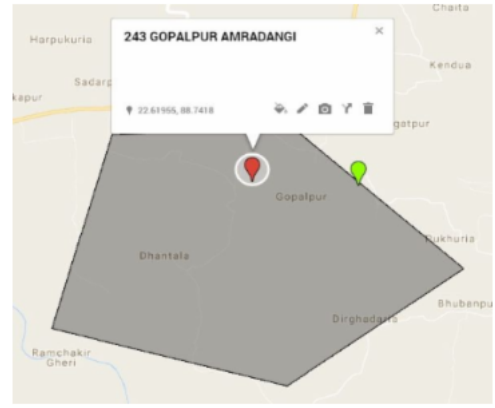 Chaita
Harpukuria
243 GOPALPUR AMRADANGI
×
Kendua
Sadarp
kapur
22.61955, 88.7418
gatpur
Gopalpur
Pukhuria
Dhantala
Bhubanpu
Dirghadaris
Ramchakir
Gheri